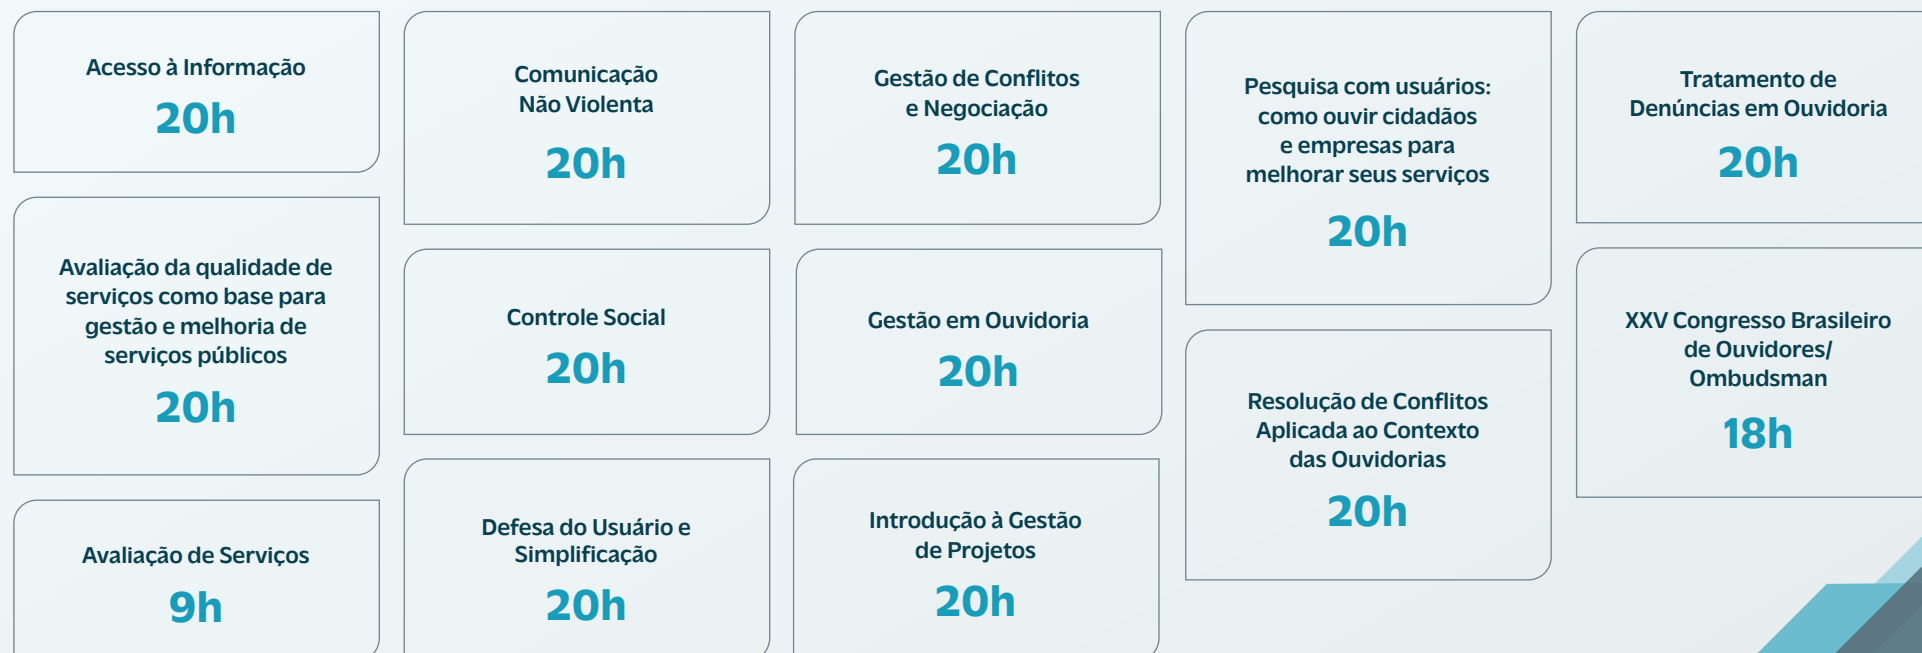 Acesso à Informação
20h
Avaliação da qualidade de
serviços como base para
gestão e melhoria de
serviços públicos
20h
Avaliação de Serviços
9h
Comunicação
Não Violenta
20h
Controle Social
20h
Defesa do Usuário e
Simplificação
20h
Gestão de Conflitos
e Negociação
20h
Gestão em Ouvidoria
20h
Introdução à Gestão
de Projetos
20h
Pesquisa com usuários:
como ouvir cidadãos
e empresas para
melhorar seus serviços
20h
Resolução de Conflitos
Aplicada ao Contexto
das Ouvidorias
20h
Tratamento de
Denúncias em Ouvidoria
20h
XXV Congresso Brasileiro
de Ouvidores/
Ombudsman
18h